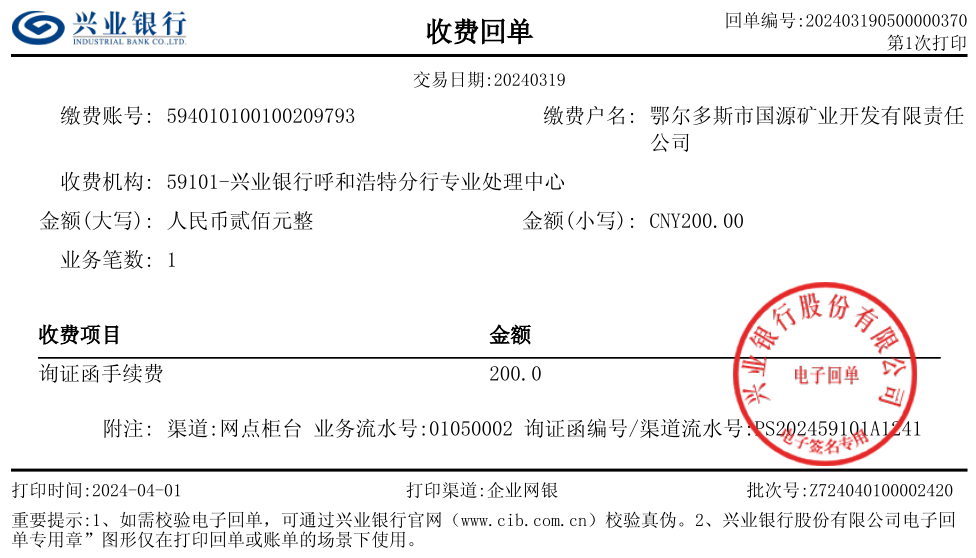 兴业银行
INDUSTRIAL BANK CO.,LTD.
收费回单
回单编号:202403190500000370
第1次打印
交易日期:20240319
缴费账号: 594010100100209793
缴费户名: 鄂尔多斯市国源矿业开发有限责任
公司
收费机构: 59101-兴业银行呼和浩特分行专业处理中心
金额(大写): 人民币贰佰元整
金额(小写): CNY200.00
业务笔数: 1
收费项目 金额
询证函手续费 200.0
兴业银行股份有限公司
电子回单
电子签名专用
附注: 渠道:网点柜台 业务流水号:01050002 询证函编号/渠道流水号:PS202459101A1241
打印时间:2024-04-01
打印渠道:企业网银
批次号:Z724040100002420
重要提示:1、如需校验电子回单，可通过兴业银行官网（www.cib.com.cn）校验真伪。2、兴业银行股份有限公司电子回
单专用章”图形仅在打印回单或账单的场景下使用。